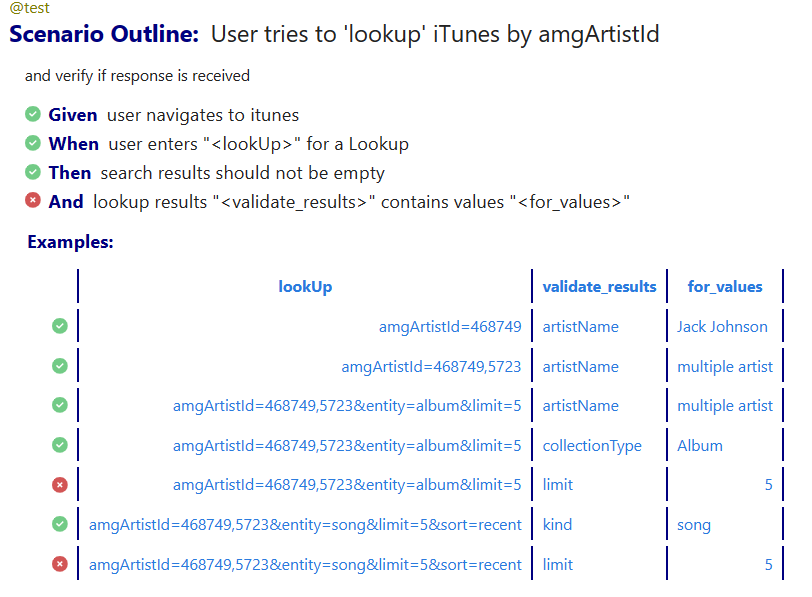 @test
Scenario Outline: User tries to 'lookup' iTunes by amgArtistId
and verify if response is received
Given user navigates to itunes
When user enters "<lookUp>" for a Lookup
Then search results should not be empty
And lookup results "<validate_results>" contains values "<for_values>"
Examples:
lookUp validate_results for_values
amgArtistId=468749 artistName Jack Johnson
amgArtistId=468749,5723 artistName multiple artist
amgArtistId=468749,5723&entity=album&limit=5 artistName multiple artist
amgArtistId=468749,5723&entity=album&limit=5 collectionType Album
amgArtistId=468749,5723&entity=album&limit=5 limit 5
amgArtistId=468749,5723&entity=song&limit=5&sort=recent kind song
amgArtistId=468749,5723&entity=song&limit=5&sort=recent limit 5